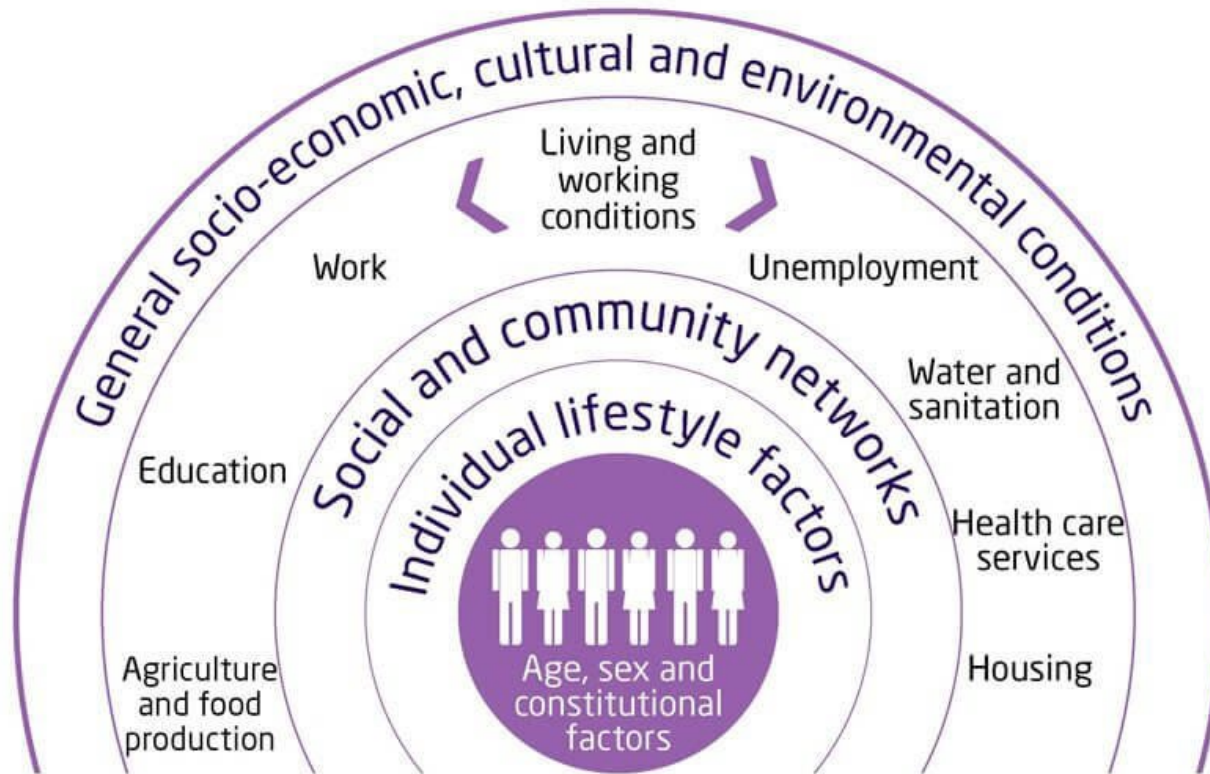 General socio-economic, cultural and environmental conditions
Living and
working
conditions
Work
Unemployment
Social and community networks
Water and
sanitation
Individual lifestyle factors
Education
Health care
services
Agriculture
and food
production
Housing
Age, sex and
constitutional
factors